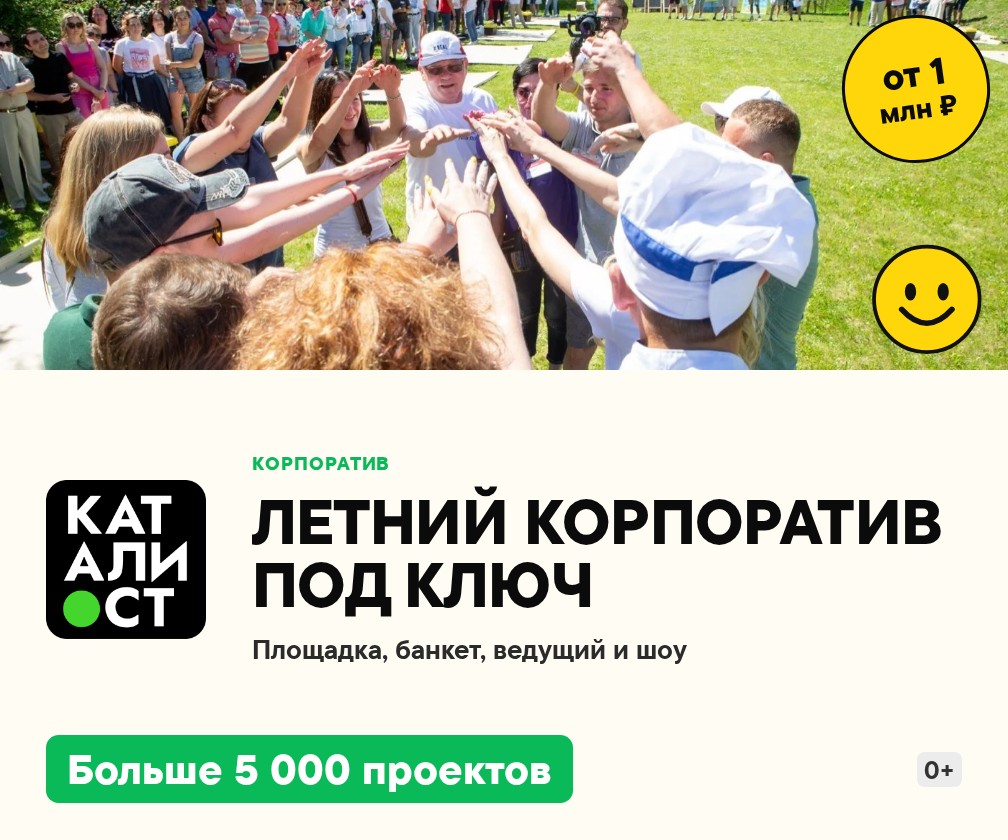 от 1
млн ₽
КОРПОРАТИВ
КАТ
АЛИ
СТ
ЛЕТНИЙ КОРПОРАТИВ
ПОД КЛЮЧ
Площадка, банкет, ведущий и шоу
Больше 5 000 проектов
0+